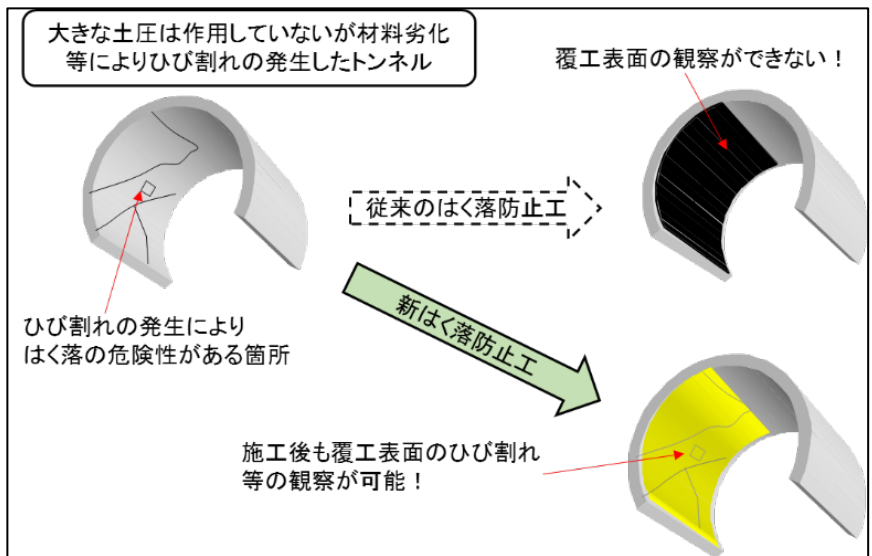 大きな土圧は作用していないが材料劣化
等によりひび割れの発生したトンネル
覆工表面の観察ができない！
従来のはく落防止工
ひび割れの発生により
はく落の危険性がある箇所
新はく落防止工
施工後も覆工表面のひび割れ
等の観察が可能！